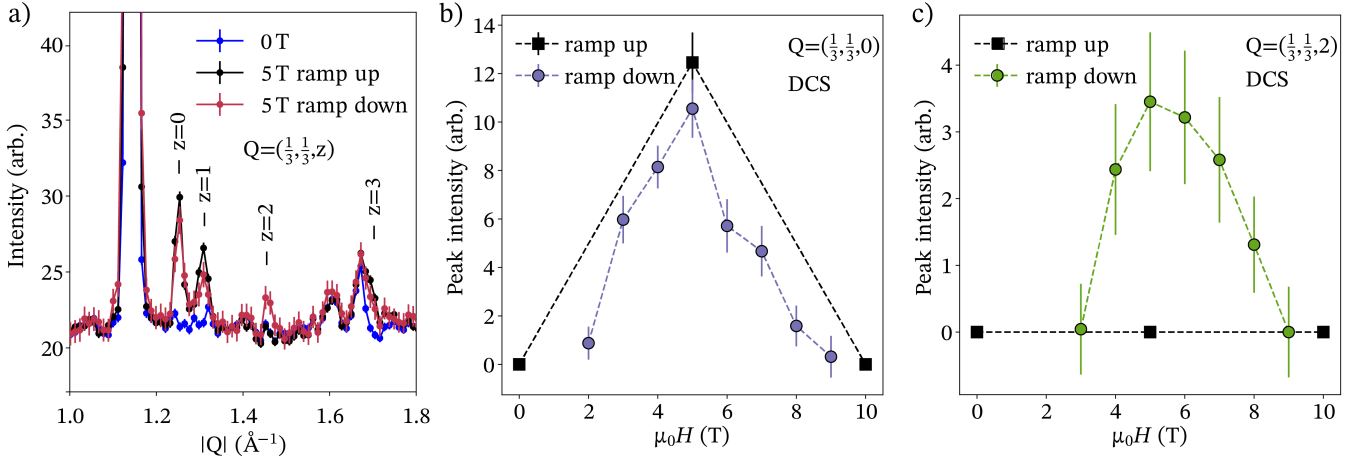 a)
40
35
30
25
20
Intensity (arb.)
0 T
5 T ramp up
5 T ramp down
Q=(1/3,1/3,z)
– z=0
– z=1
– z=2
– z=3
1.0 1.2 1.4 1.6 1.8
|Q| (Å⁻¹)
b)
14
12
10
8
6
4
2
0
Peak intensity (arb.)
ramp up
ramp down
Q=(1/3,1/3,0)
DCS
0 2 4 6 8 10
μ₀H (T)
c)
4
3
2
1
0
Peak intensity (arb.)
ramp up
ramp down
Q=(1/3,1/3,2)
DCS
0 2 4 6 8 10
μ₀H (T)